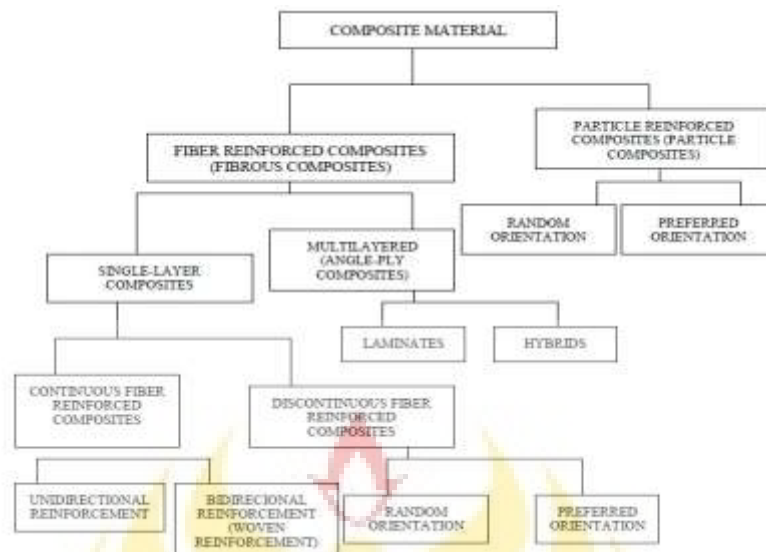 COMPOSITE MATERIAL
PARTICLE REINFORCED
COMPOSITES (PARTICLE
COMPOSITES)
FIBER REINFORCED COMPOSITES
(FIBROUS COMPOSITES)
RANDOM
ORIENTATION
PREFERRED
ORIENTATION
MULTILAYERED
(ANGLE-PLY
COMPOSITES)
SINGLE-LAYER
COMPOSITES
LAMINATES
HYBRIDS
CONTINUOUS FIBER
REINFORCED
COMPOSITES
DISCONTINUOUS FIBER
REINFORCED
COMPOSITES
UNIDIRECTIONAL
REINFORCEMENT
BIDIRECIONAL
REINFORCEMENT
(WOVEN
REINFORCEMENT)
RANDOM
ORIENTATION
PREFERRED
ORIENTATION